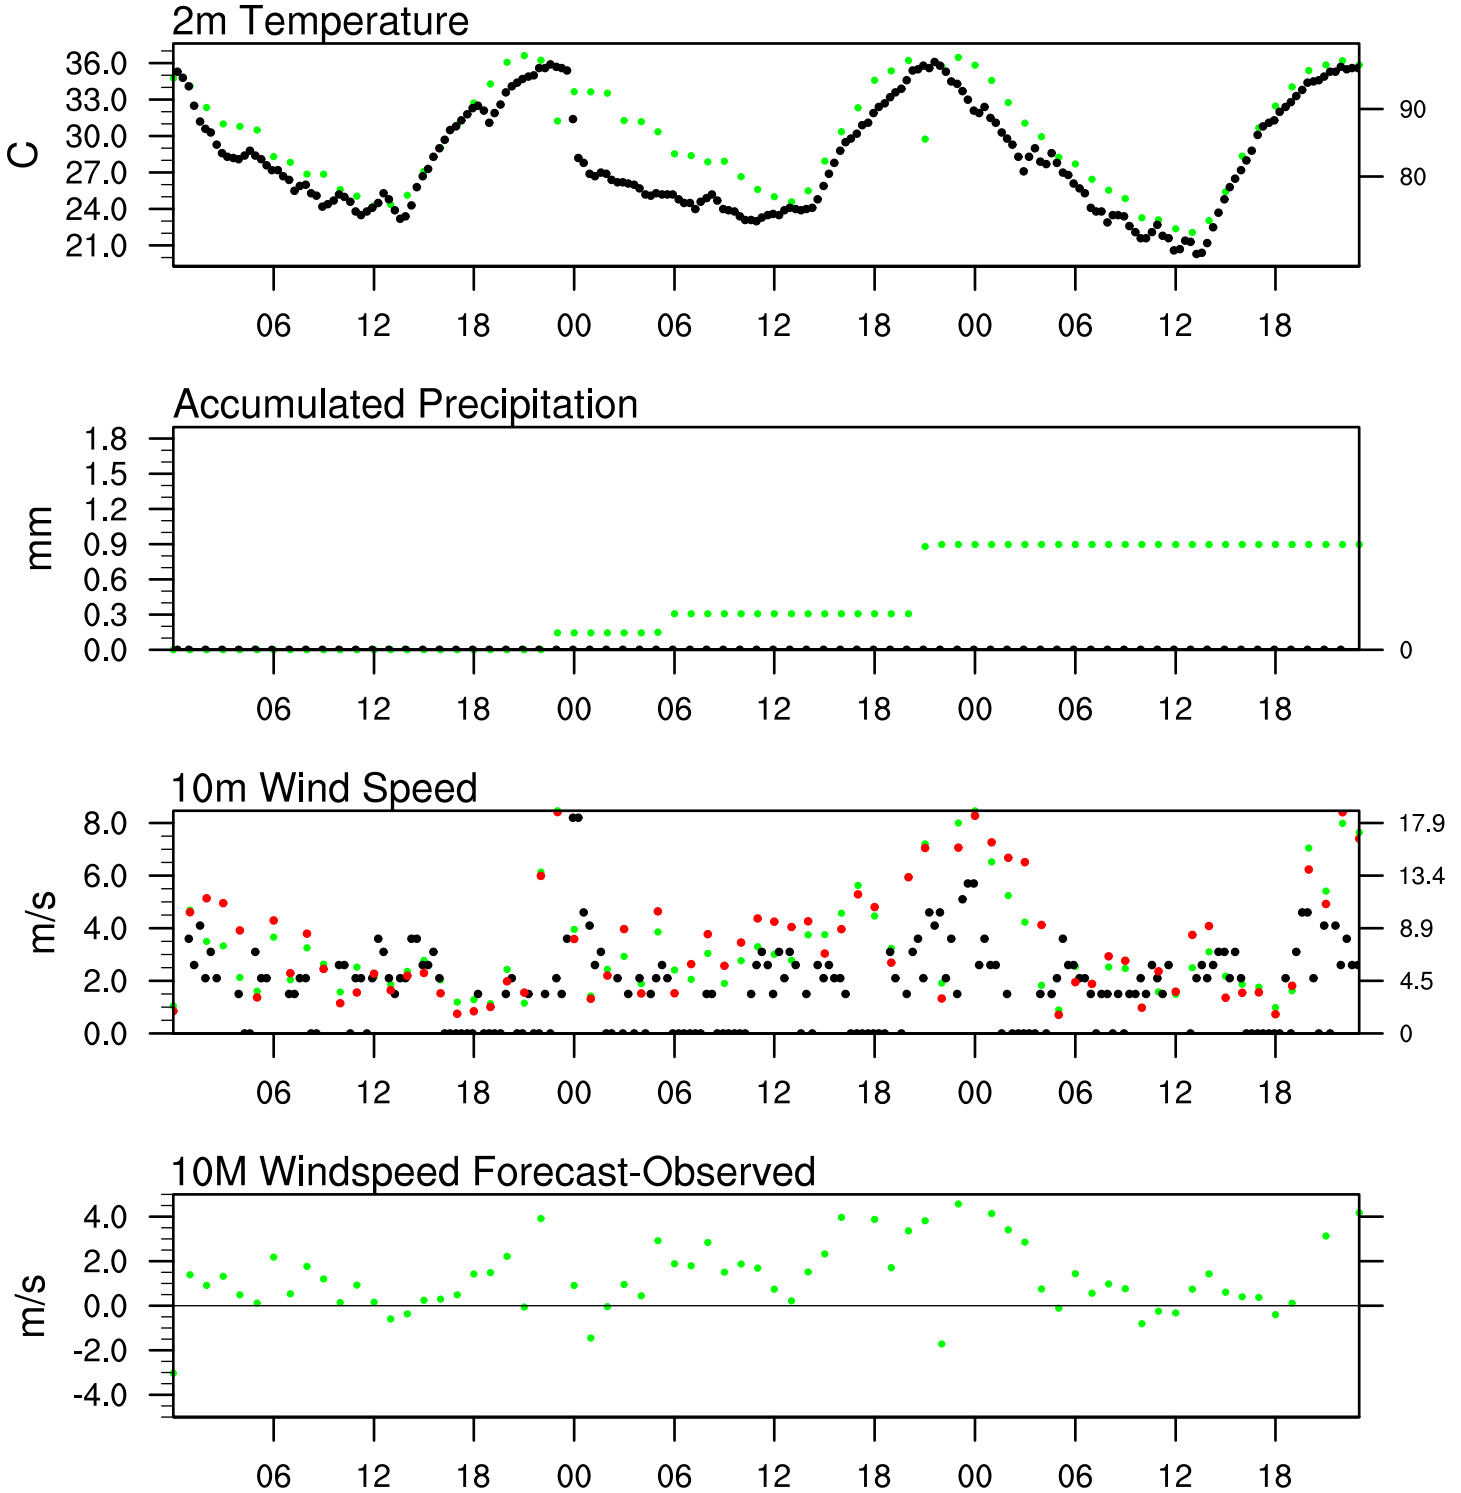 2m Temperature
C
36.0
33.0
30.0
27.0
24.0
21.0
90
80
06 12 18 00 06 12 18 00 06 12 18
Accumulated Precipitation
mm
1.8
1.5
1.2
0.9
0.6
0.3
0.0
0
06 12 18 00 06 12 18 00 06 12 18
10m Wind Speed
m/s
8.0
6.0
4.0
2.0
0.0
17.9
13.4
8.9
4.5
0
06 12 18 00 06 12 18 00 06 12 18
10M Windspeed Forecast-Observed
m/s
4.0
2.0
0.0
-2.0
-4.0
06 12 18 00 06 12 18 00 06 12 18